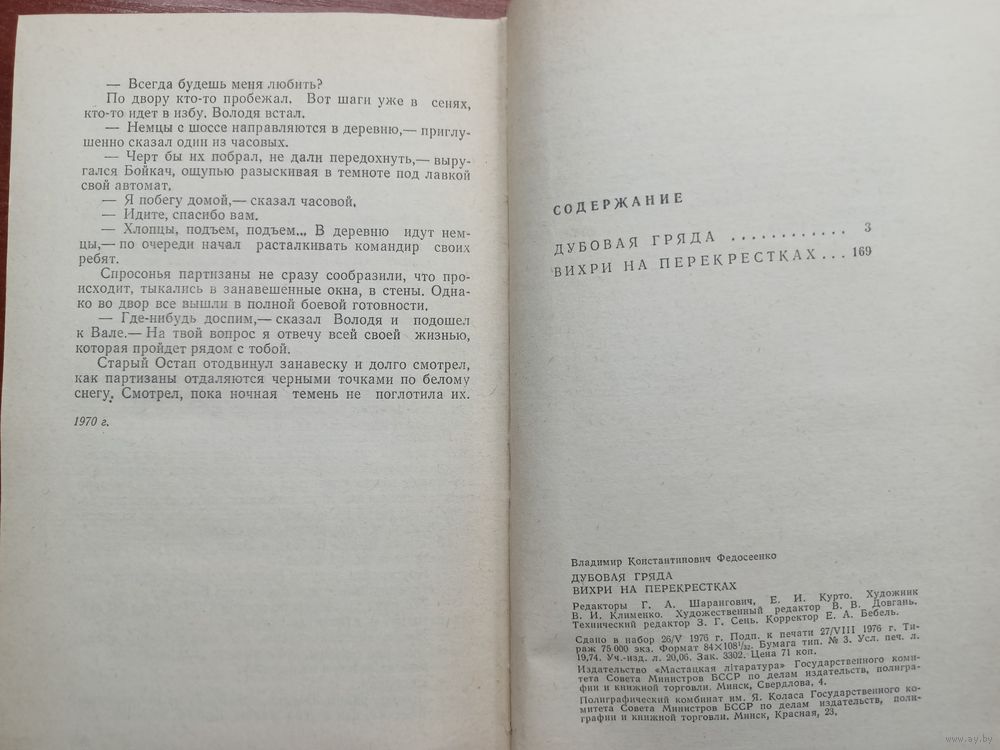 — Всегда будешь меня любить?
По двору кто-то пробежал. Вот шаги уже в сенях,
кто-то идет в избу. Володя встал.
— Немцы с шоссе направляются в деревню,— приглу-
шенно сказал один из часовых.
— Черт бы их побрал, не дали передохнуть,— выру-
гался Бойкач, ощупью разыскивая в темноте под лавкой
свой автомат.
— Я побегу домой,— сказал часовой.
— Идите, спасибо вам.
— Хлопцы, подъем, подъем... В деревню идут нем-
цы,— по очереди начал расталкивать командир своих
ребят.
Спросонья партизаны не сразу сообразили, что про-
исходит, тыкались в занавешенные окна, в стены. Одна-
ко во двор все вышли в полной боевой готовности.
— Где-нибудь доспим,— сказал Володя и подошел
к Вале.— На твой вопрос я отвечу всей своей жизнью,
которая пройдет рядом с тобой.
Старый Остап отодвинул занавеску и долго смотрел,
как партизаны отдаляются черными точками по белому
снегу. Смотрел, пока ночная темень не поглотила их.
1970 г.
СОДЕРЖАНИЕ
ДУБОВАЯ ГРЯДА ............ 3
ВИХРИ НА ПЕРЕКРЕСТКАХ ... 169
Владимир Константинович Федосеенко
ДУБОВАЯ ГРЯДА
ВИХРИ НА ПЕРЕКРЕСТКАХ
Редакторы Г. А. Шарангович, Е. И. Курто. Художник
В. И. Клименко. Художественный редактор В. В. Довгань.
Технический редактор З. Г. Сень. Корректор Е. А. Бебель.
Сдано в набор 26/V 1976 г. Подп. к печати 27/VIII 1976 г. Ти-
раж 75 000 экз. Формат 84×108¹/₃₂. Бумага тип. № 3. Усл. печ. л.
19,74. Уч.-изд. л. 20,06. Зак. 3302. Цена 71 коп.
Издательство «Мастацкая літаратура» Государственного коми-
тета Совета Министров БССР по делам издательств, полигра-
фии и книжной торговли. Минск, Свердлова, 4.
Полиграфический комбинат им. Я. Коласа Государственного ко-
митета Совета Министров БССР по делам издательств, поли-
графии и книжной торговли. Минск, Красная, 23.
www.ay.by